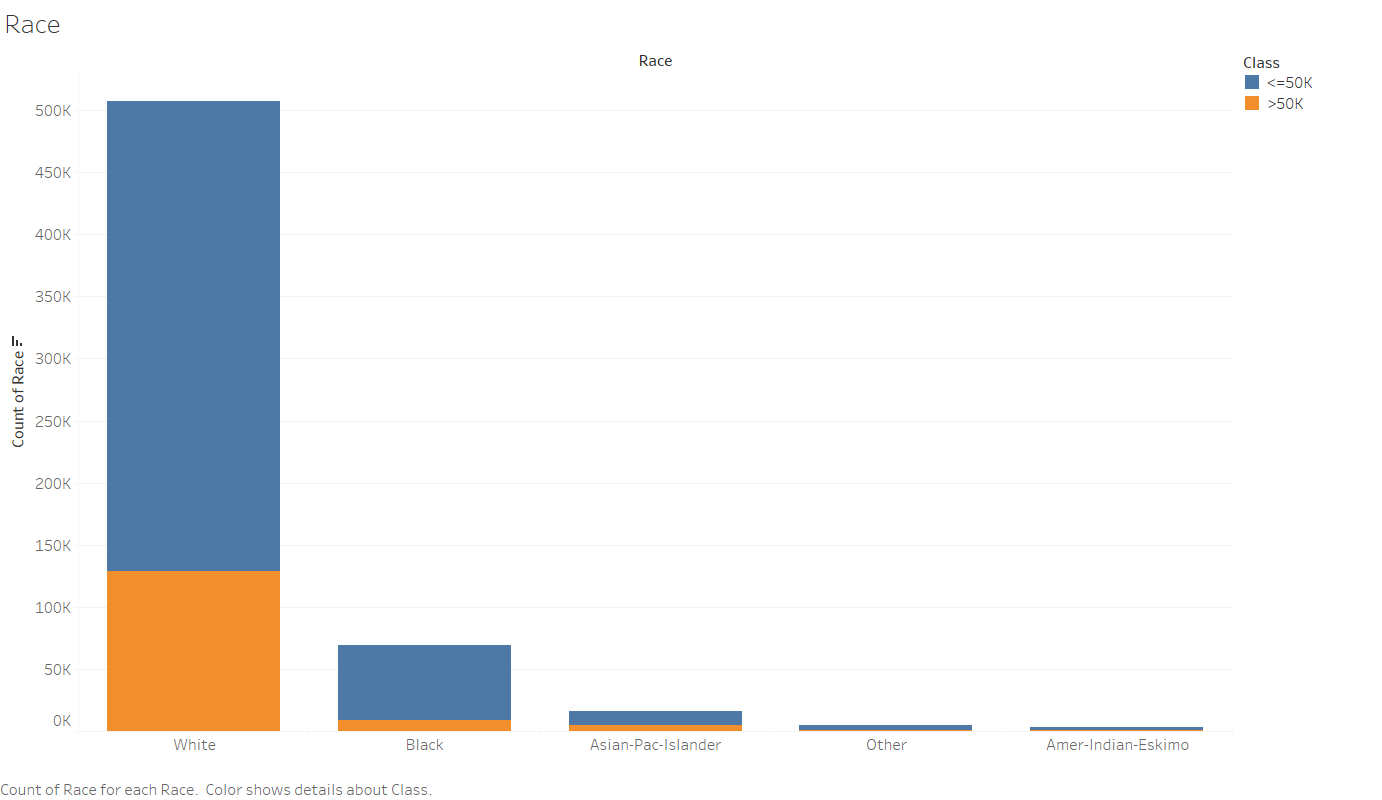 Race
Race
Class
<=50K
>50K
500K
450K
400K
350K
300K
250K
200K
150K
100K
50K
0K
Count of Race
White Black Asian-Pac-Islander Other Amer-Indian-Eskimo
Count of Race for each Race.  Color shows details about Class.